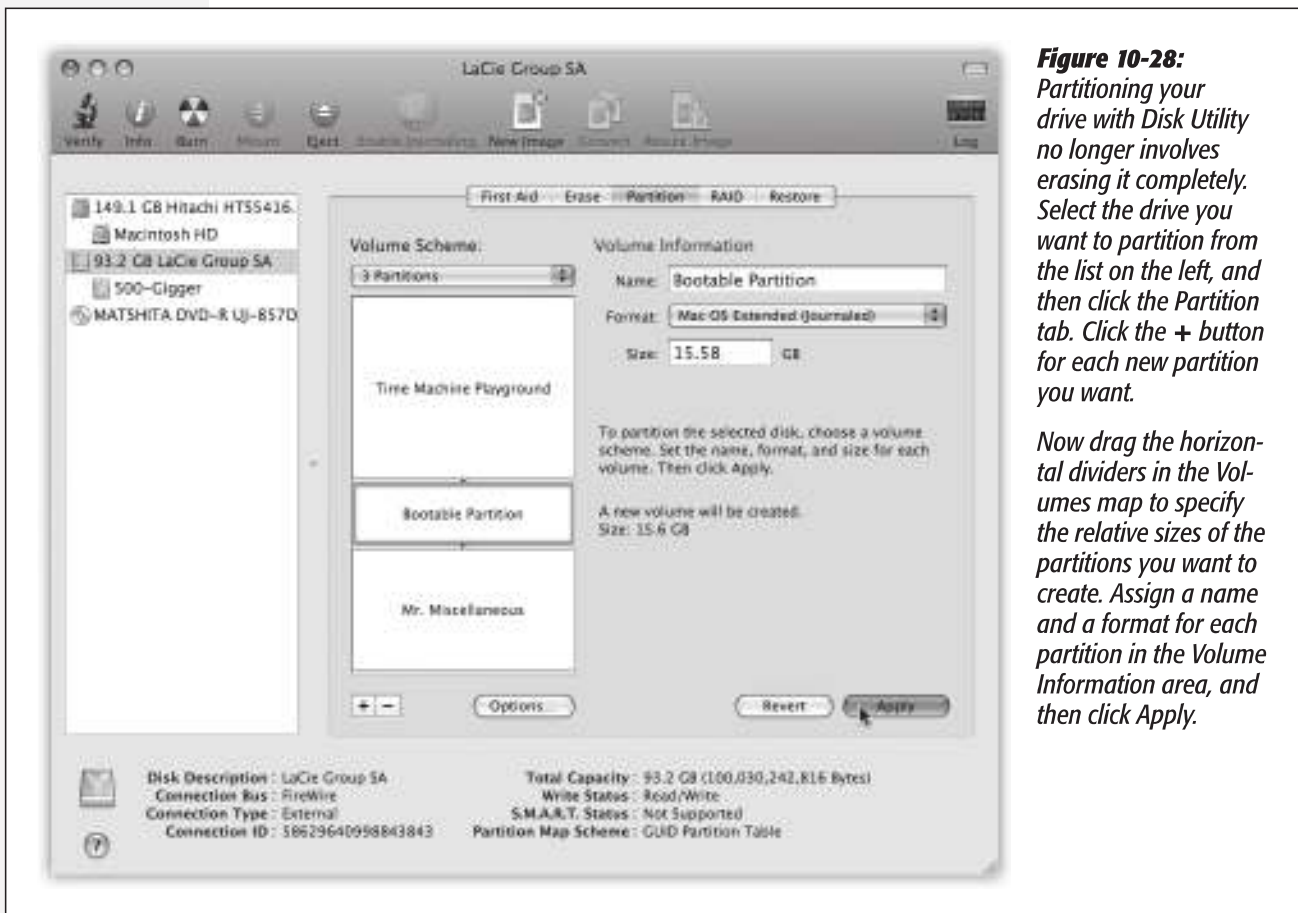 LaCie Group SA
Verify Info Burn Mount Eject Enable Journaling New Image Convert Resize Image Log
149.1 GB Hitachi HTS5416.
Macintosh HD
93.2 GB LaCie Group SA
500-Gigger
MATSHITA DVD-R UJ-857D
First Aid Erase Partition RAID Restore
Volume Scheme:
3 Partitions
Time Machine Playground
Bootable Partition
Mr. Miscellaneous
+ -
Options...
Volume Information
Name: Bootable Partition
Format: Mac OS Extended (Journaled)
Size: 15.58 GB
To partition the selected disk, choose a volume
scheme. Set the name, format, and size for each
volume. Then click Apply.
A new volume will be created.
Size: 15.6 GB
Revert Apply
Disk Description : LaCie Group SA
Connection Bus : FireWire
Connection Type : External
Connection ID : 58629640998843843
Total Capacity : 93.2 GB (100,030,242,816 Bytes)
Write Status : Read/Write
S.M.A.R.T. Status : Not Supported
Partition Map Scheme : GUID Partition Table
?
Figure 10-28:
Partitioning your
drive with Disk Utility
no longer involves
erasing it completely.
Select the drive you
want to partition from
the list on the left, and
then click the Partition
tab. Click the + button
for each new partition
you want.
Now drag the horizon-
tal dividers in the Vol-
umes map to specify
the relative sizes of the
partitions you want to
create. Assign a name
and a format for each
partition in the Volume
Information area, and
then click Apply.